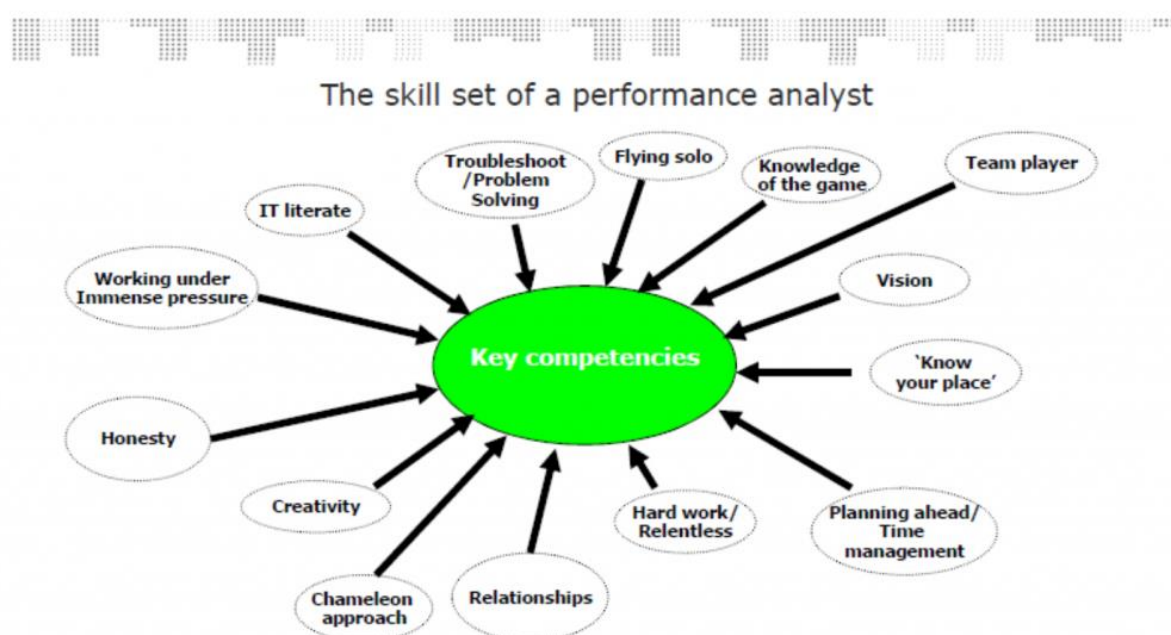 The skill set of a performance analyst
Troubleshoot
/Problem
Solving
Flying solo
Knowledge
of the game
Team player
IT literate
Working under
Immense pressure
Vision
Key competencies
‘Know
your place’
Honesty
Creativity
Hard work/
Relentless
Planning ahead/
Time
management
Chameleon
approach
Relationships